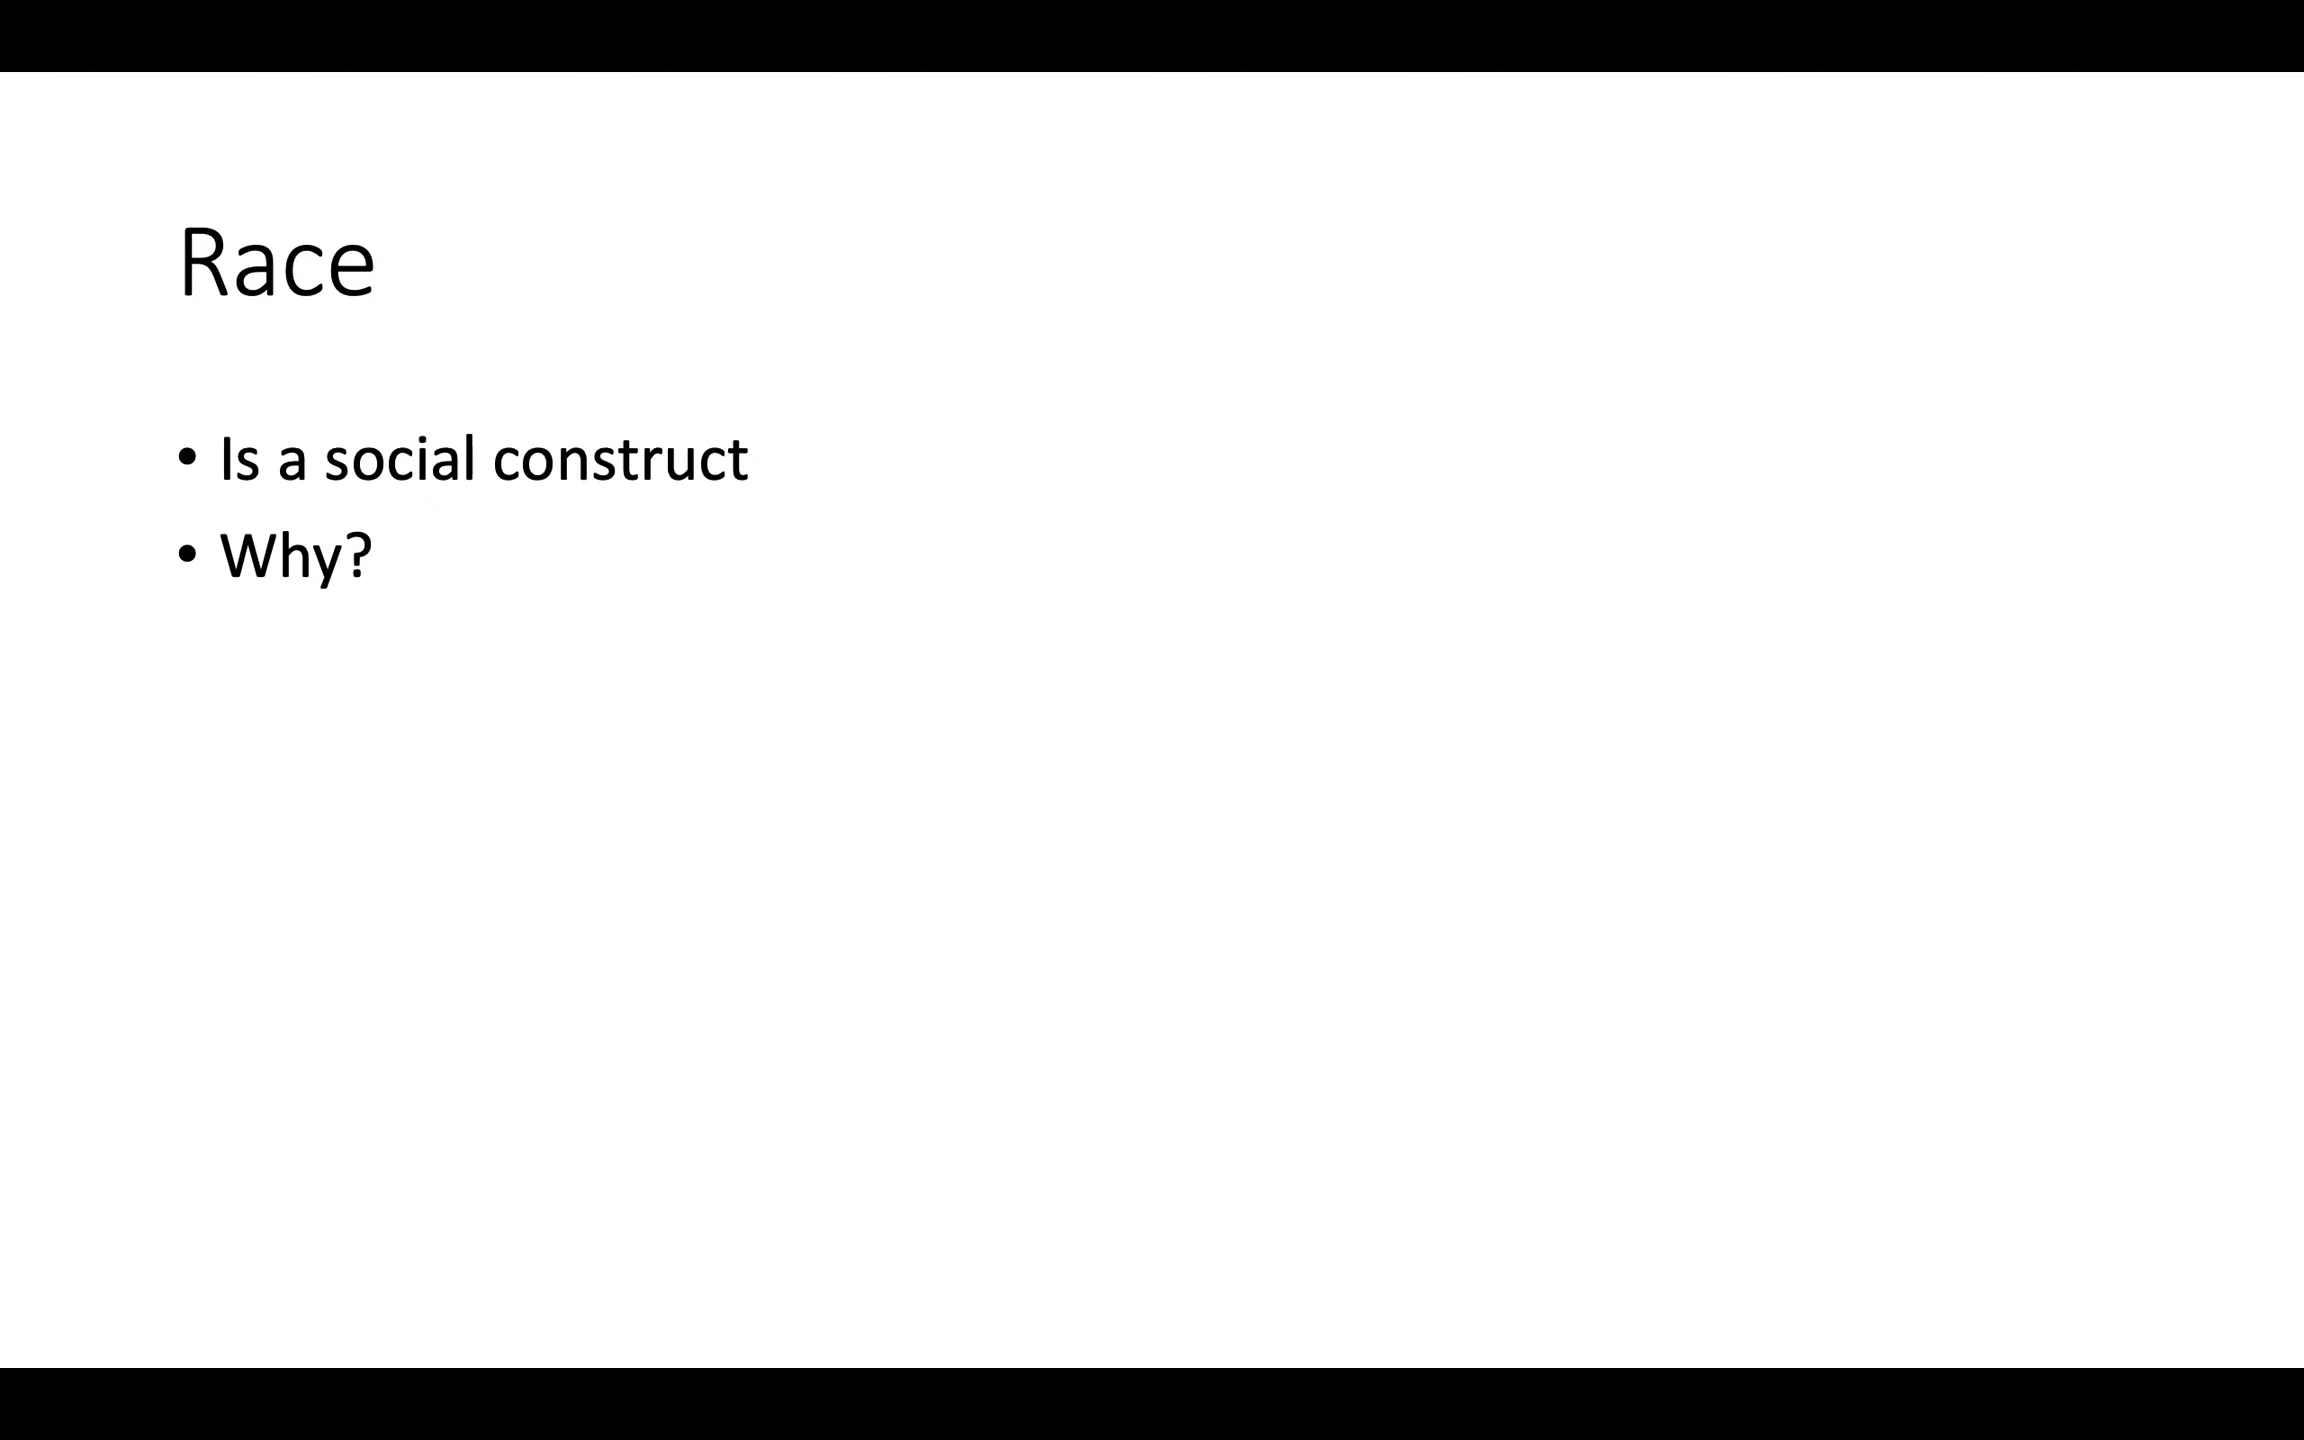 Race
• Is a social construct
• Why?